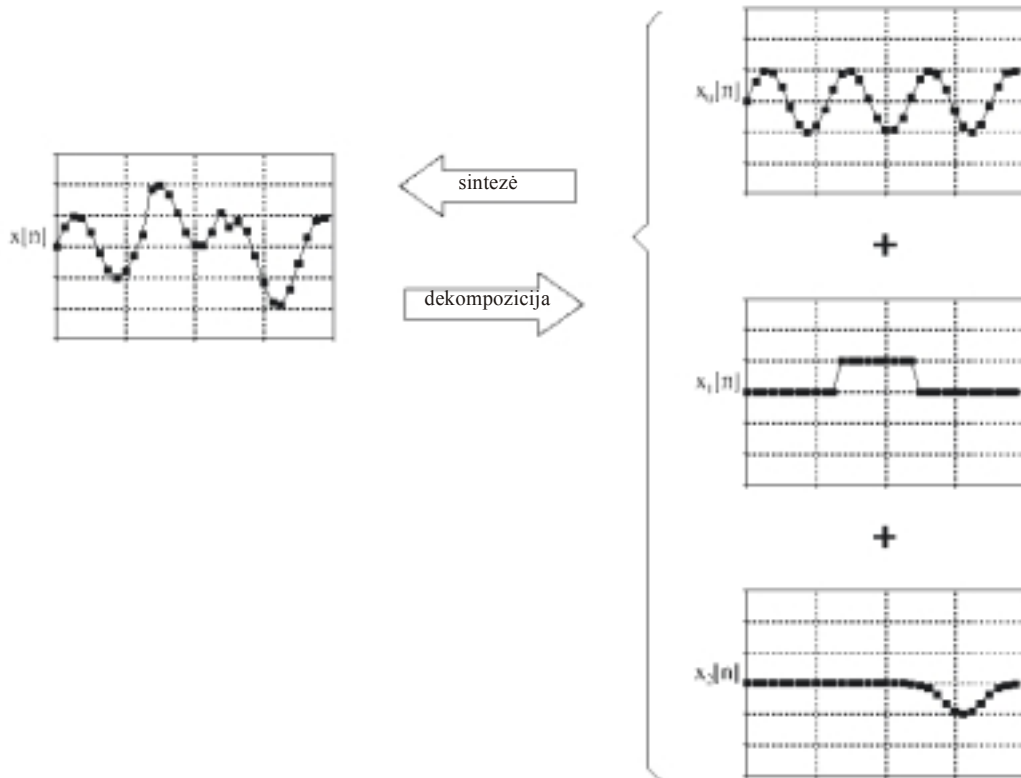 x[n]
sintezė
dekompozicija
x₀[n]
+
x₁[n]
+
x₂[n]